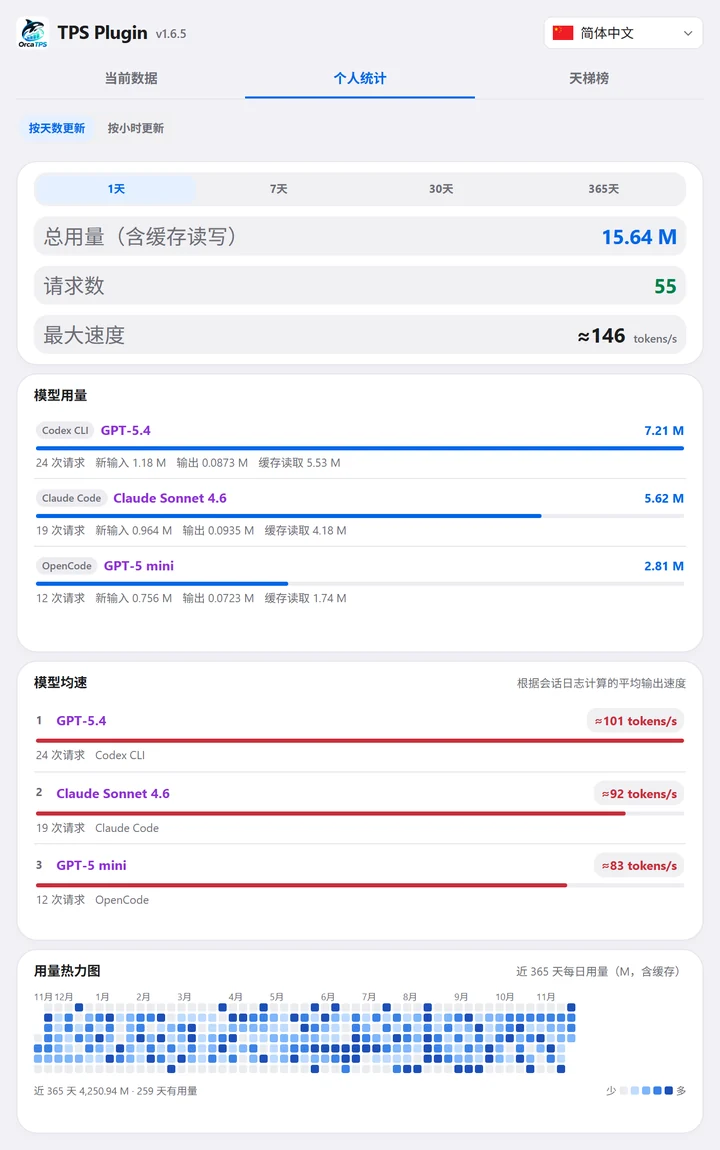 OrcaTPS TPS Plugin v1.6.5 简体中文
当前数据 个人统计 天梯榜
按天数更新 按小时更新
1天 7天 30天 365天
总用量（含缓存读写） 15.64 M
请求数 55
最大速度 ≈146 tokens/s
模型用量
Codex CLI GPT-5.4 7.21 M
24 次请求 新输入 1.18 M 输出 0.0873 M 缓存读取 5.53 M
Claude Code Claude Sonnet 4.6 5.62 M
19 次请求 新输入 0.964 M 输出 0.0935 M 缓存读取 4.18 M
OpenCode GPT-5 mini 2.81 M
12 次请求 新输入 0.756 M 输出 0.0723 M 缓存读取 1.74 M
模型均速 根据会话日志计算的平均输出速度
1 GPT-5.4 ≈101 tokens/s
24 次请求 Codex CLI
2 Claude Sonnet 4.6 ≈92 tokens/s
19 次请求 Claude Code
3 GPT-5 mini ≈83 tokens/s
12 次请求 OpenCode
用量热力图 近 365 天每日用量（M，含缓存）
11月 12月 1月 2月 3月 4月 5月 6月 7月 8月 9月 10月 11月
近 365 天 4,250.94 M · 259 天有用量 少 多